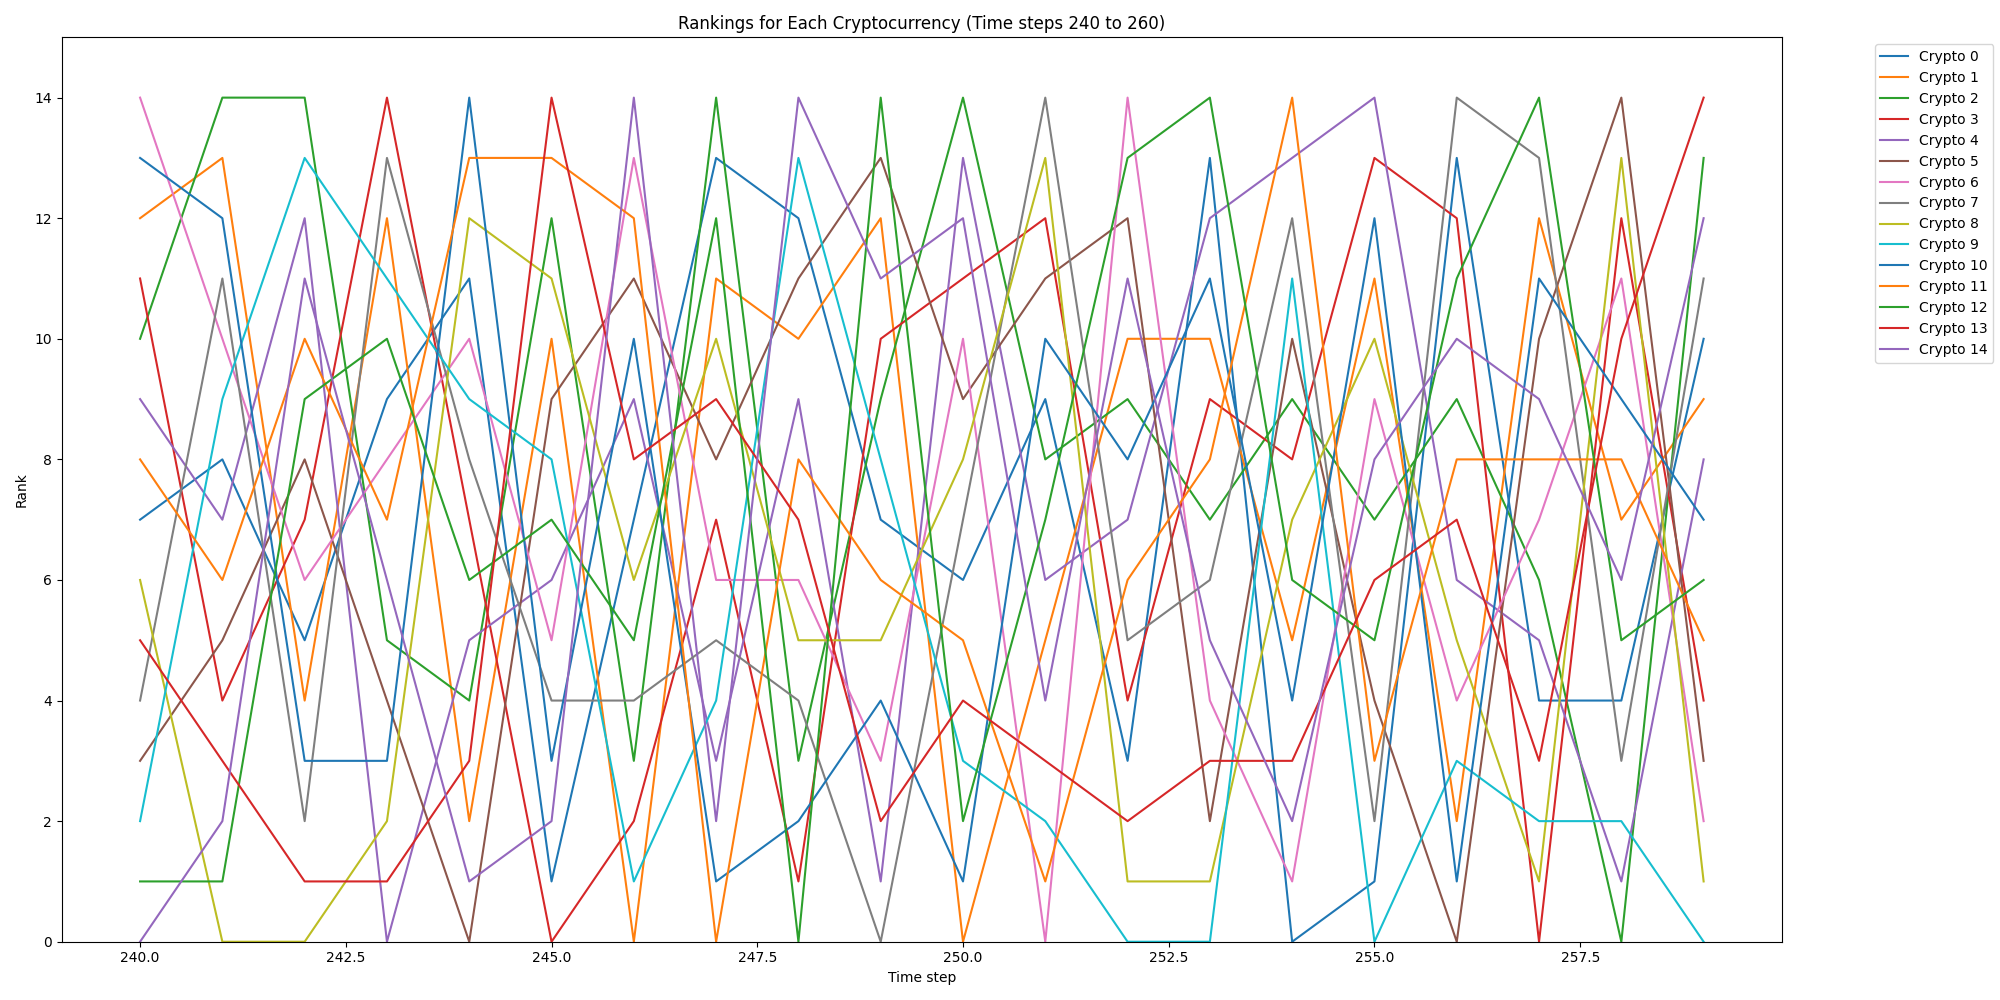 Rankings for Each Cryptocurrency (Time steps 240 to 260)
Rank
14
12
10
8
6
4
2
0
240.0 242.5 245.0 247.5 250.0 252.5 255.0 257.5
Time step
Crypto 0
Crypto 1
Crypto 2
Crypto 3
Crypto 4
Crypto 5
Crypto 6
Crypto 7
Crypto 8
Crypto 9
Crypto 10
Crypto 11
Crypto 12
Crypto 13
Crypto 14